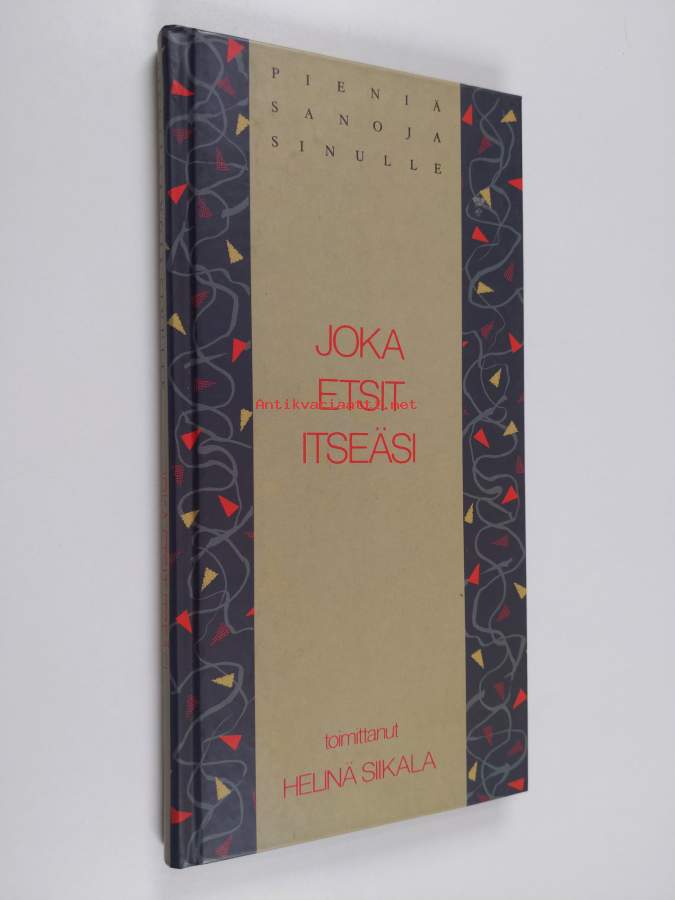 PIENIÄ
SANOJA
SINULLE
JOKA
ETSIT
Antikvariaatti.net
ITSEÄSI
toimittanut
HELINÄ SIIKALA